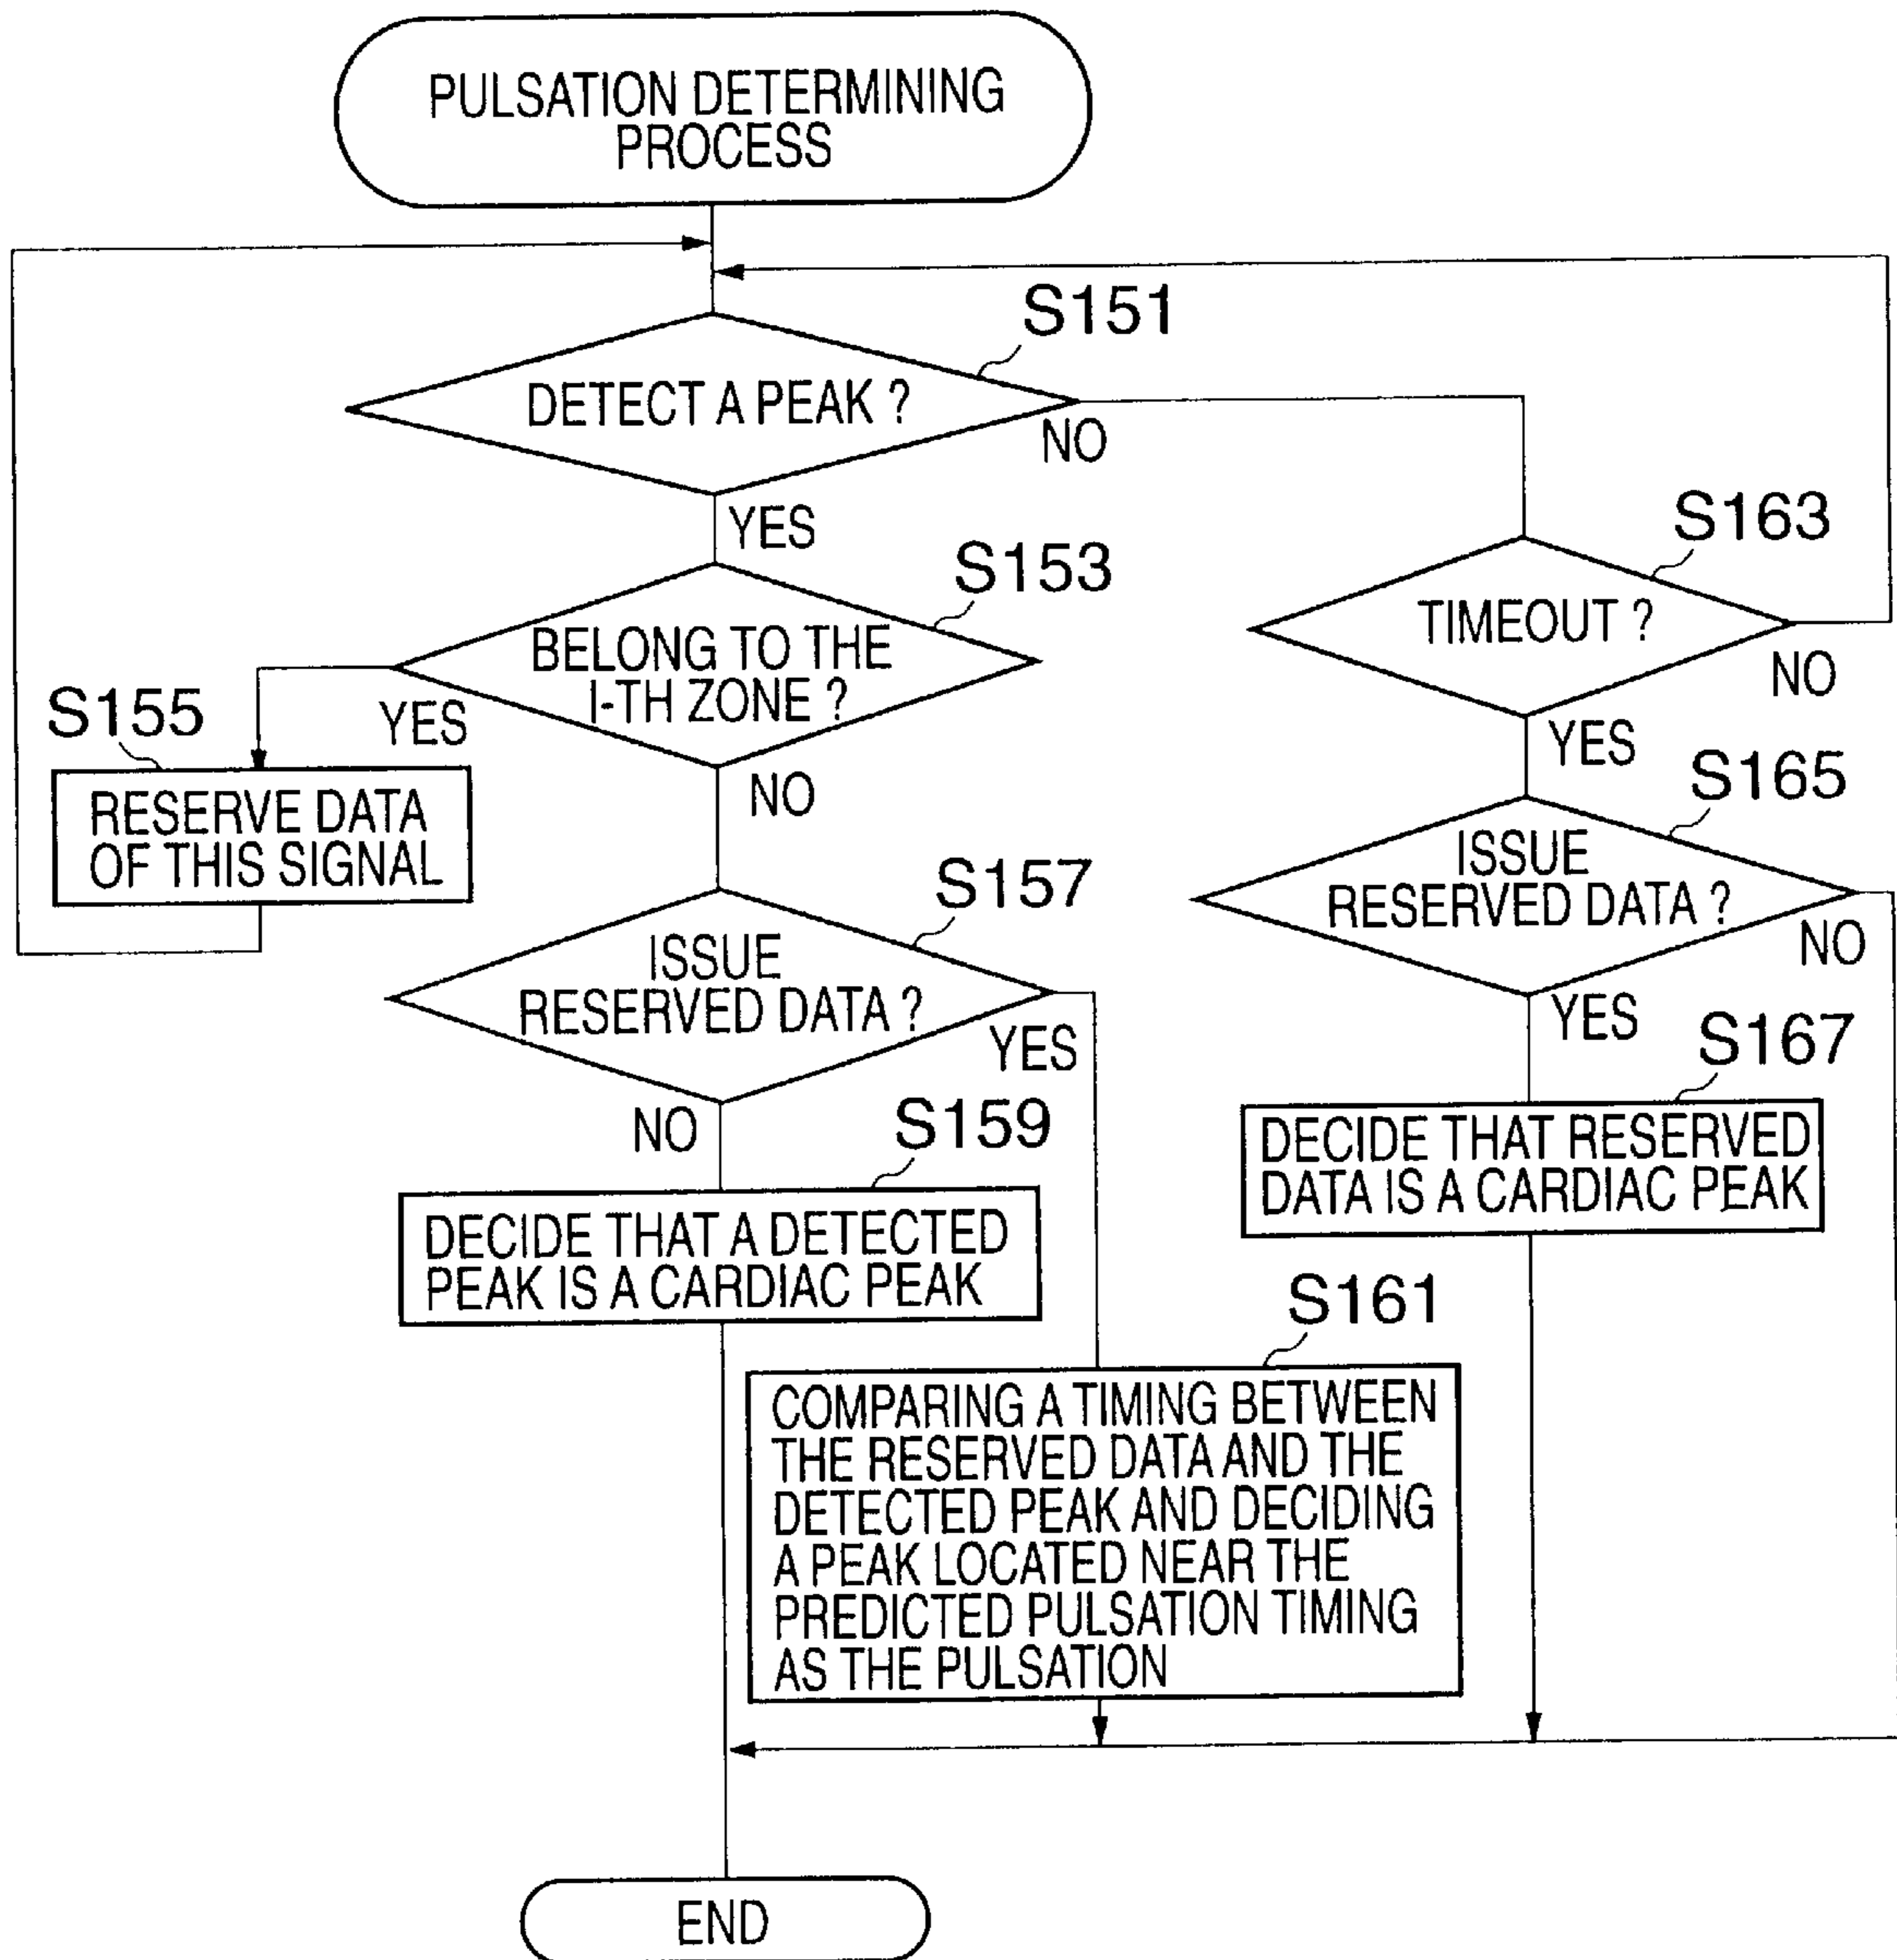 PULSATION DETERMINING
PROCESS
S151
DETECT A PEAK ?
NO
YES
S163
S153
TIMEOUT ?
BELONG TO THE
I-TH ZONE ?
NO
S155
YES
YES
S165
NO
RESERVE DATA
OF THIS SIGNAL
ISSUE
RESERVED DATA ?
S157
NO
ISSUE
RESERVED DATA ?
YES
YES
S167
NO
S159
DECIDE THAT RESERVED
DATA IS A CARDIAC PEAK
DECIDE THAT A DETECTED
PEAK IS A CARDIAC PEAK
S161
COMPARING A TIMING BETWEEN
THE RESERVED DATA AND THE
DETECTED PEAK AND DECIDING
A PEAK LOCATED NEAR THE
PREDICTED PULSATION TIMING
AS THE PULSATION
END